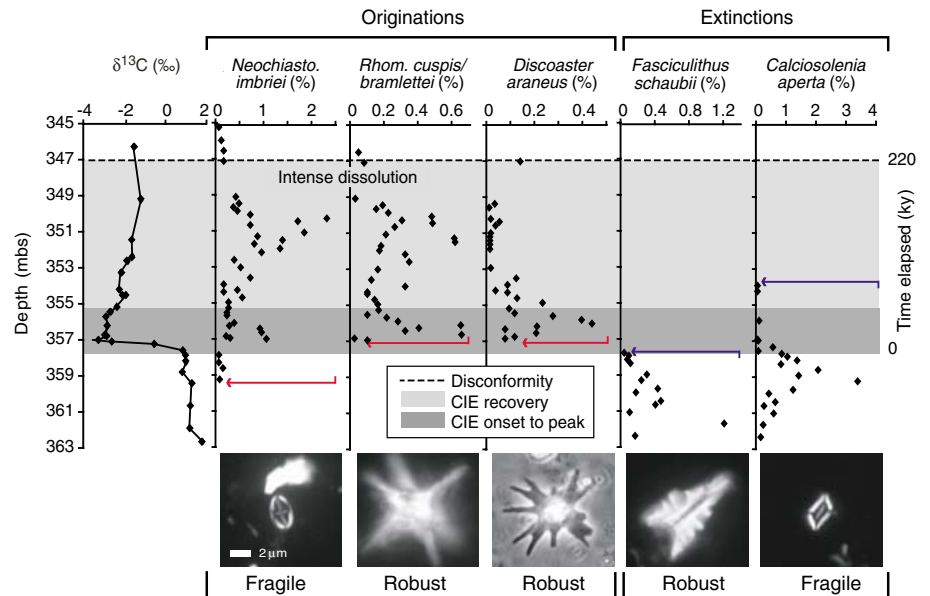 Originations
Extinctions
δ13C (‰)
Neochiasto. imbriei (%)
Rhom. cuspis/ bramlettei (%)
Discoaster araneus (%)
Fasciculithus schaubii (%)
Calciosolenia aperta (%)
-4 -2 0 2
0 1 2
0 0.2 0.4 0.6
0 0.2 0.4
0 0.4 0.8 1.2
0 1 2 3 4
Depth (mbs)
345
347
349
351
353
355
357
359
361
363
Intense dissolution
220
0
Time elapsed (ky)
Disconformity
CIE recovery
CIE onset to peak
2 μm
Fragile
Robust
Robust
Robust
Fragile